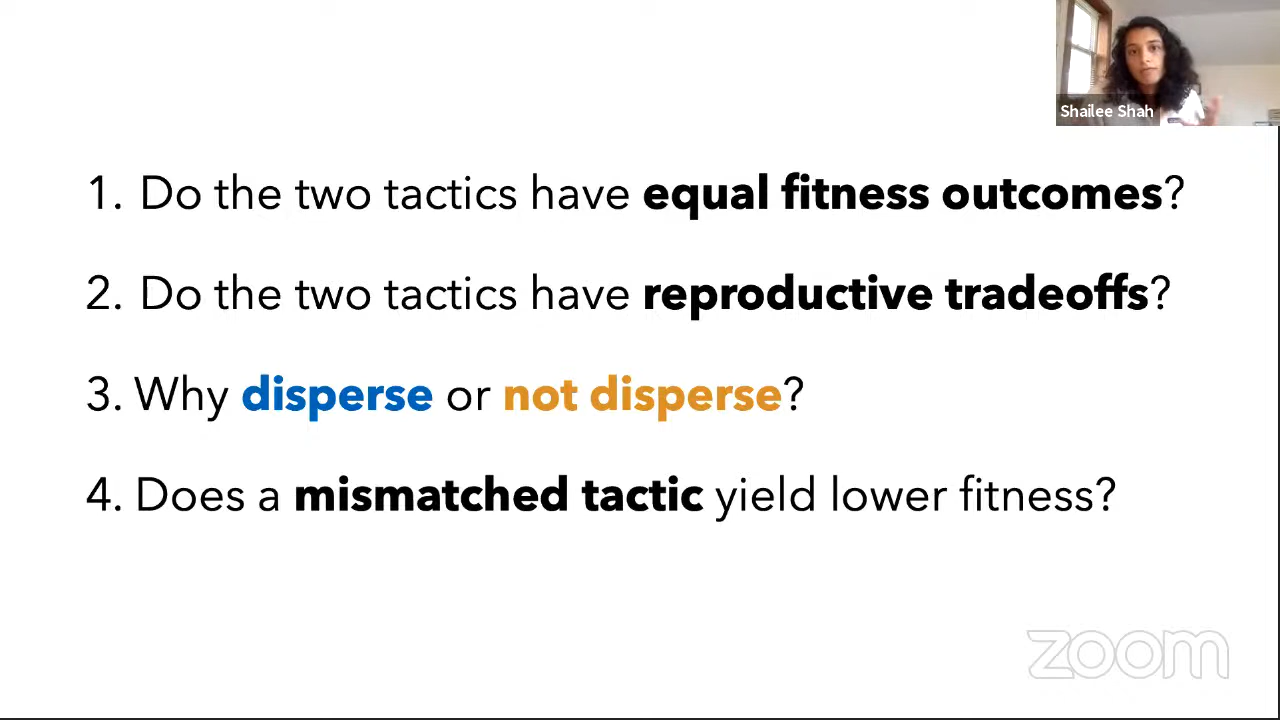 Shailee Shah
1. Do the two tactics have equal fitness outcomes?
2. Do the two tactics have reproductive tradeoffs?
3. Why disperse or not disperse?
4. Does a mismatched tactic yield lower fitness?
zoom